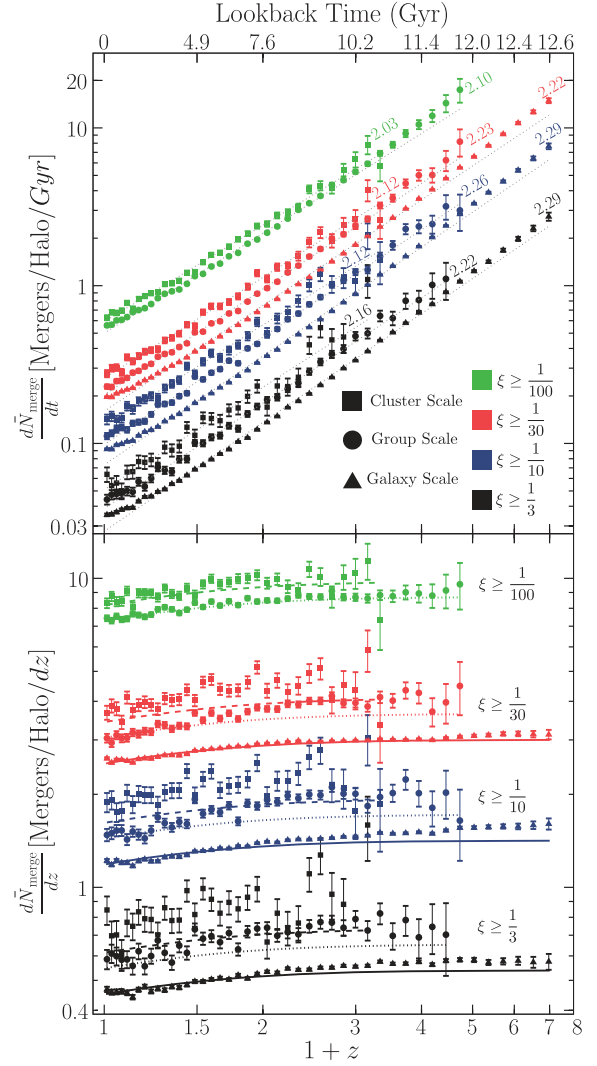 Lookback Time (Gyr)
0 4.9 7.6 10.2 11.4 12.0 12.4 12.6
20
10
1
0.1
0.03
dN̄merge/dt [Mergers/Halo/Gyr]
2.03 2.10
2.12 2.23 2.22
2.12 2.26 2.29
2.16 2.22 2.29
Cluster Scale
Group Scale
Galaxy Scale
ξ ≥ 1/100
ξ ≥ 1/30
ξ ≥ 1/10
ξ ≥ 1/3
10
1
0.4
dN̄merge/dz [Mergers/Halo/dz]
ξ ≥ 1/100
ξ ≥ 1/30
ξ ≥ 1/10
ξ ≥ 1/3
1 1.5 2 3 4 5 6 7 8
1 + z